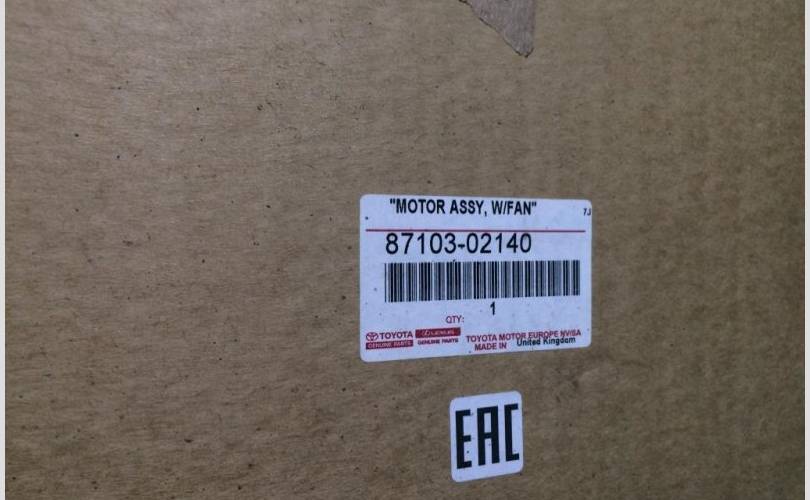 "MOTOR ASSY, W/FAN" 7J
87103-02140
1
QTY:
TOYOTA LEXUS
GENUINE PARTS GENUINE PARTS
TOYOTA MOTOR EUROPE NV/SA
MADE IN United Kingdom
EAC